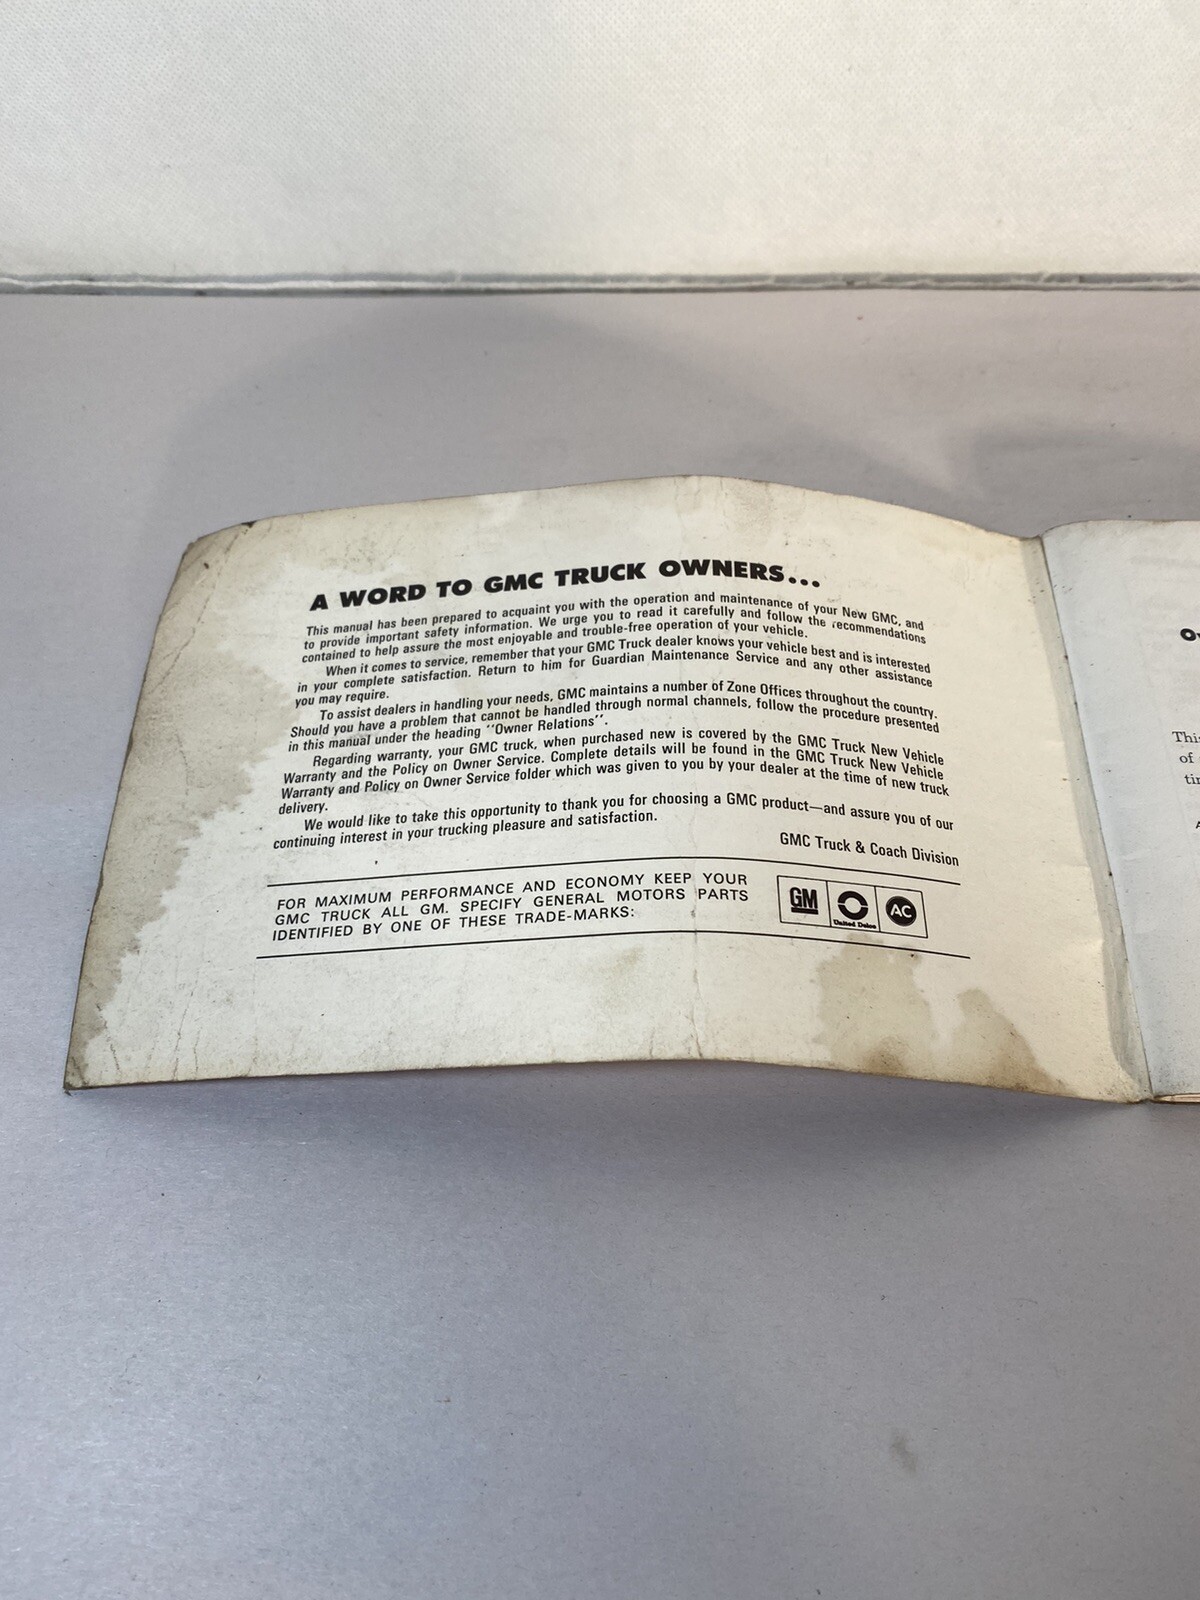 A WORD TO GMC TRUCK OWNERS...
This manual has been prepared to acquaint you with the operation and maintenance of your New GMC, and
to provide important safety information. We urge you to read it carefully and follow the recommendations
contained to help assure the most enjoyable and trouble-free operation of your vehicle.
When it comes to service, remember that your GMC Truck dealer knows your vehicle best and is interested
in your complete satisfaction. Return to him for Guardian Maintenance Service and any other assistance
you may require.
To assist dealers in handling your needs, GMC maintains a number of Zone Offices throughout the country.
Should you have a problem that cannot be handled through normal channels, follow the procedure presented
in this manual under the heading "Owner Relations".
Regarding warranty, your GMC truck, when purchased new is covered by the GMC Truck New Vehicle
Warranty and the Policy on Owner Service. Complete details will be found in the GMC Truck New Vehicle
Warranty and Policy on Owner Service folder which was given to you by your dealer at the time of new truck
delivery.
We would like to take this opportunity to thank you for choosing a GMC product—and assure you of our
continuing interest in your trucking pleasure and satisfaction.
GMC Truck & Coach Division
FOR MAXIMUM PERFORMANCE AND ECONOMY KEEP YOUR
GMC TRUCK ALL GM. SPECIFY GENERAL MOTORS PARTS
IDENTIFIED BY ONE OF THESE TRADE-MARKS:
GM
United Delco
AC
of